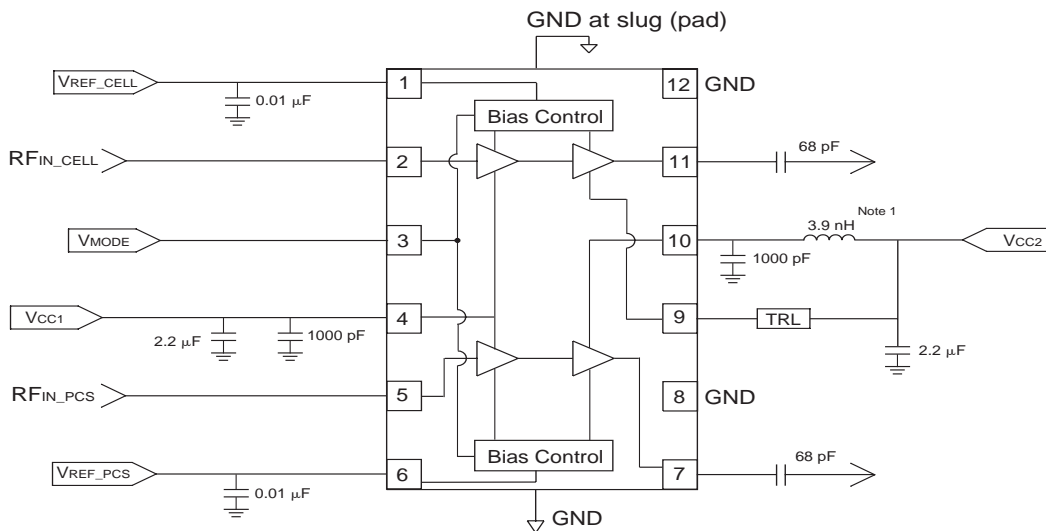 GND at slug (pad)
VREF_CELL
0.01 µF
1
12
GND
Bias Control
RFIN_CELL
2
11
68 pF
VMODE
3
10
3.9 nH
Note 1
1000 pF
VCC2
VCC1
2.2 µF
1000 pF
4
9
TRL
2.2 µF
RFIN_PCS
5
8
GND
Bias Control
VREF_PCS
0.01 µF
6
7
68 pF
GND